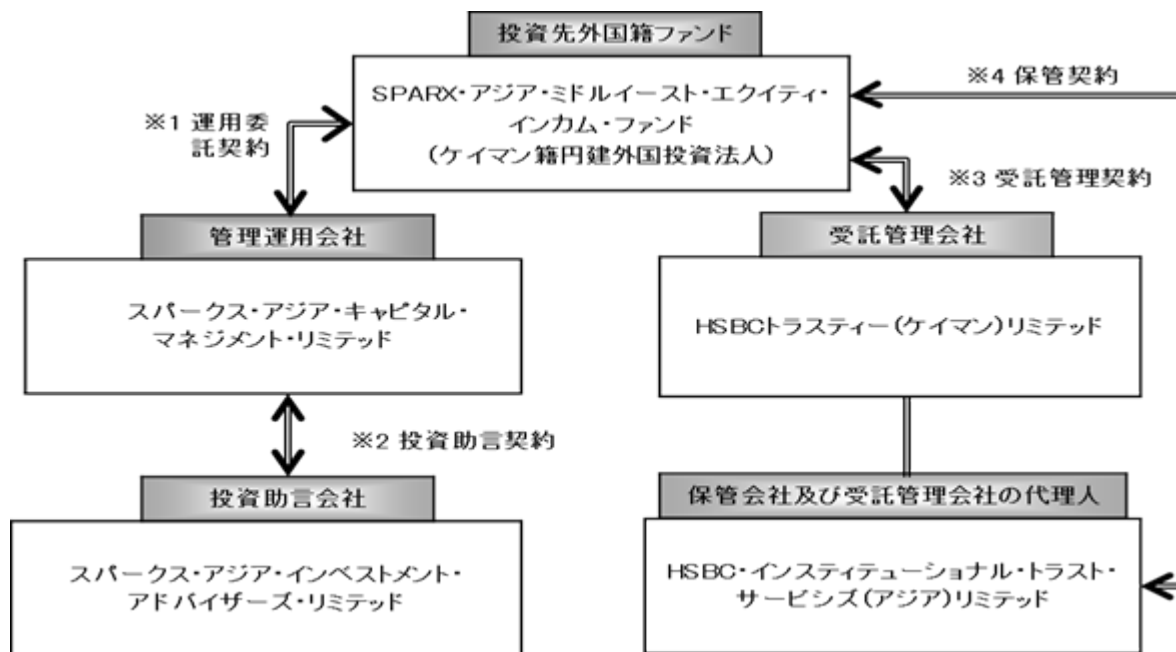 投資先外国籍ファンド
SPARX・アジア・ミドルイースト・エクイティ・
インカム・ファンド
(ケイマン籍円建外国投資法人)
※4 保管契約
※1 運用委
託契約
※3 受託管理契約
管理運用会社
スパークス・アジア・キャピタル・
マネジメント・リミテッド
受託管理会社
HSBCトラスティー(ケイマン)リミテッド
※2 投資助言契約
投資助言会社
スパークス・アジア・インベストメント・
アドバイザーズ・リミテッド
保管会社及び受託管理会社の代理人
HSBC・インスティテューショナル・トラスト・
サービシズ(アジア)リミテッド